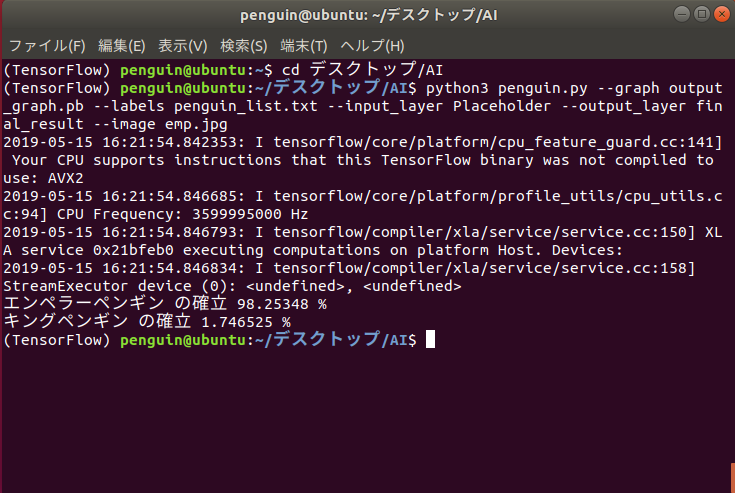 penguin@ubuntu: ~/デスクトップ/AI
ファイル(F) 編集(E) 表示(V) 検索(S) 端末(T) ヘルプ(H)
(TensorFlow) penguin@ubuntu:~$ cd デスクトップ/AI
(TensorFlow) penguin@ubuntu:~/デスクトップ/AI$ python3 penguin.py --graph output
_graph.pb --labels penguin_list.txt --input_layer Placeholder --output_layer fin
al_result --image emp.jpg
2019-05-15 16:21:54.842353: I tensorflow/core/platform/cpu_feature_guard.cc:141]
 Your CPU supports instructions that this TensorFlow binary was not compiled to
use: AVX2
2019-05-15 16:21:54.846685: I tensorflow/core/platform/profile_utils/cpu_utils.c
c:94] CPU Frequency: 3599995000 Hz
2019-05-15 16:21:54.846793: I tensorflow/compiler/xla/service/service.cc:150] XL
A service 0x21bfeb0 executing computations on platform Host. Devices:
2019-05-15 16:21:54.846834: I tensorflow/compiler/xla/service/service.cc:158]
StreamExecutor device (0): <undefined>, <undefined>
エンペラーペンギン の確立 98.25348 %
キングペンギン の確立 1.746525 %
(TensorFlow) penguin@ubuntu:~/デスクトップ/AI$